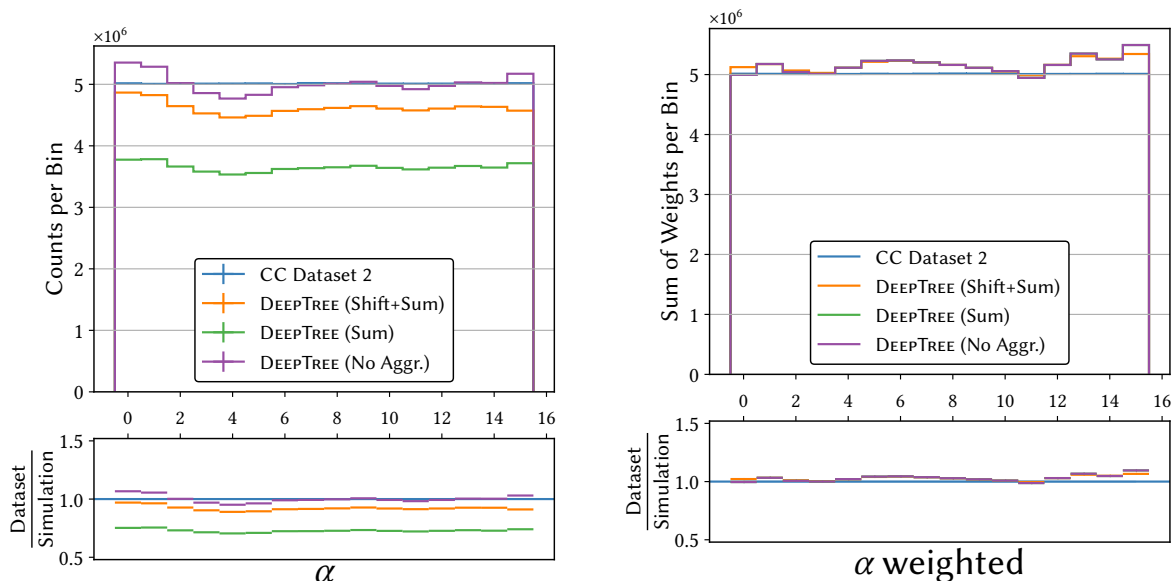 ×10⁶
Counts per Bin
6
5
4
3
2
1
0
CC Dataset 2
DeepTree (Shift+Sum)
DeepTree (Sum)
DeepTree (No Aggr.)
0 2 4 6 8 10 12 14 16
Dataset
Simulation
1.5
1.0
0.5
α
×10⁶
Sum of Weights per Bin
6
5
4
3
2
1
0
CC Dataset 2
DeepTree (Shift+Sum)
DeepTree (Sum)
DeepTree (No Aggr.)
0 2 4 6 8 10 12 14 16
Dataset
Simulation
1.5
1.0
0.5
α weighted